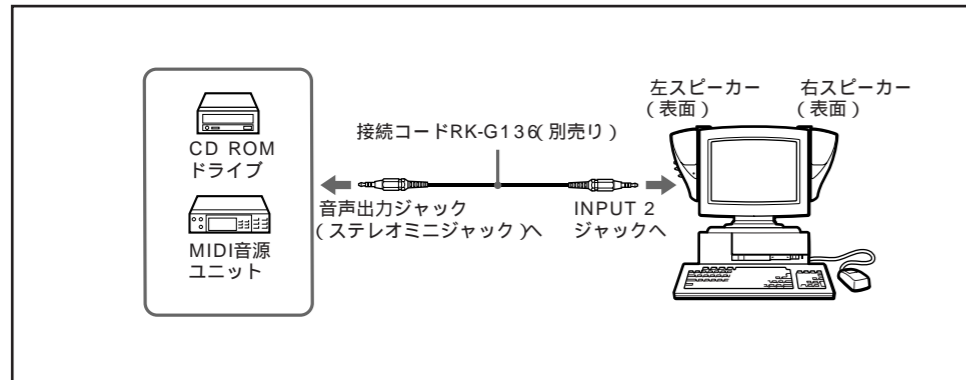 左スピーカー
(表面)
右スピーカー
(表面)
接続コードRK-G136(別売り)
CD ROM
ドライブ
音声出力ジャック
(ステレオミニジャック)へ
INPUT 2
ジャックへ
MIDI音源
ユニット